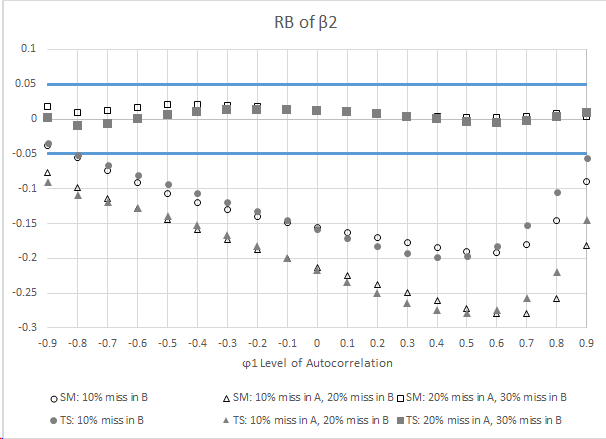 RB of β2
0.1
0.05
0
-0.05
-0.1
-0.15
-0.2
-0.25
-0.3
-0.9 -0.8 -0.7 -0.6 -0.5 -0.4 -0.3 -0.2 -0.1 0 0.1 0.2 0.3 0.4 0.5 0.6 0.7 0.8 0.9
φ1 Level of Autocorrelation
SM: 10% miss in B SM: 10% miss in A, 20% miss in B SM: 20% miss in A, 30% miss in B
TS: 10% miss in B TS: 10% miss in A, 20% miss in B TS: 20% miss in A, 30% miss in B